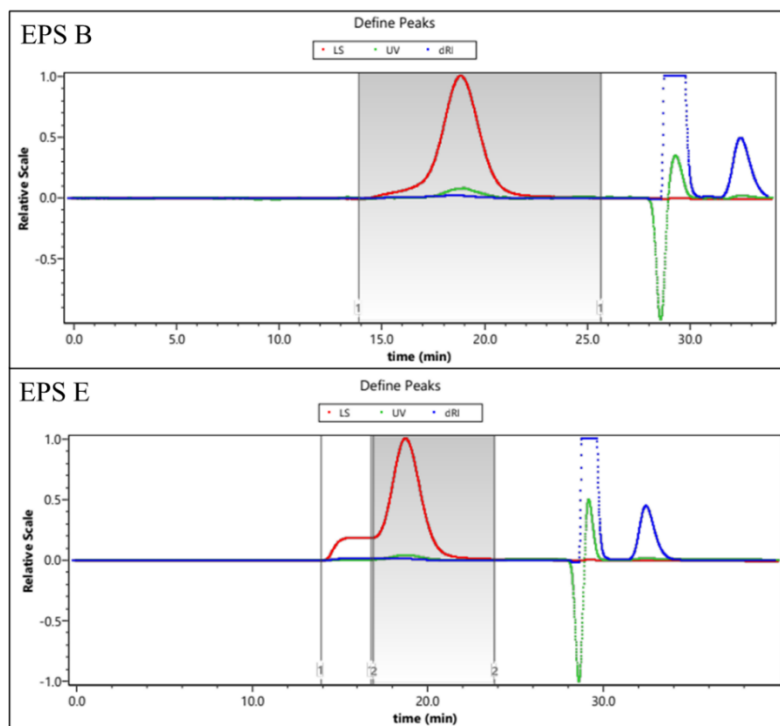 EPS B
Define Peaks
LS UV dRI
Relative Scale
1.0
0.5
0.0
-0.5
1 1
0.0 5.0 10.0 15.0 20.0 25.0 30.0
time (min)
EPS E
Define Peaks
LS UV dRI
Relative Scale
1.0
0.5
0.0
-0.5
-1.0
1 2 2
0.0 10.0 20.0 30.0
time (min)